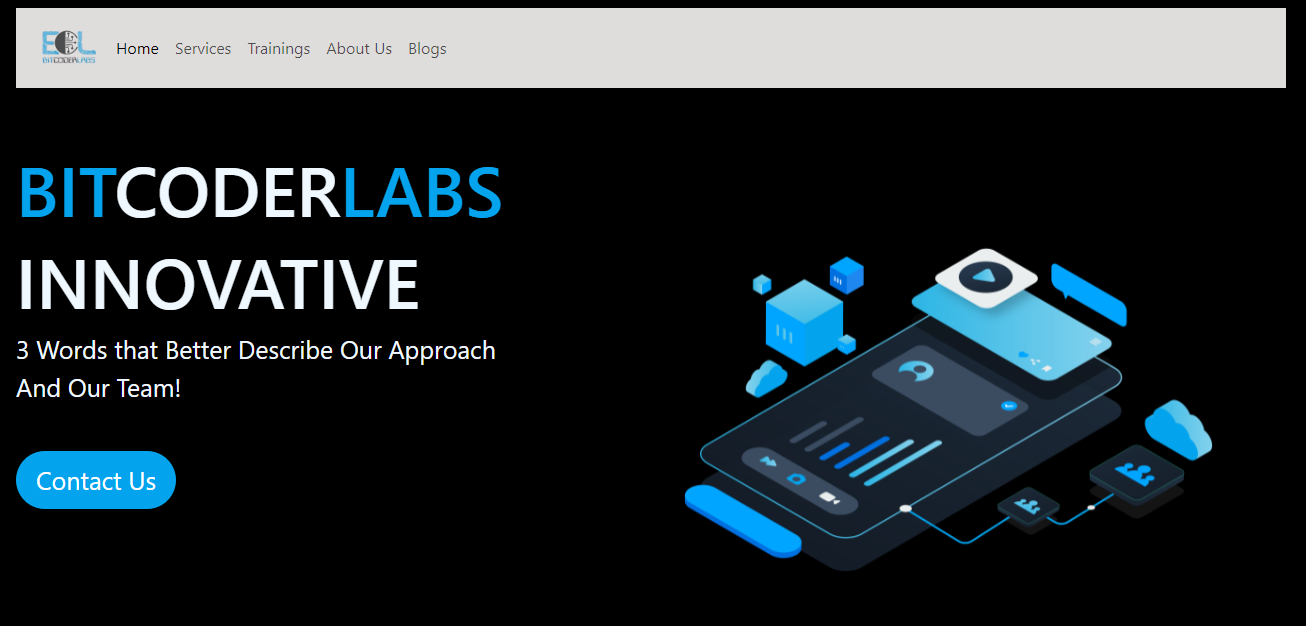 BITCODERLABS
Home Services Trainings About Us Blogs
BITCODERLABS
INNOVATIVE
3 Words that Better Describe Our Approach
And Our Team!
Contact Us